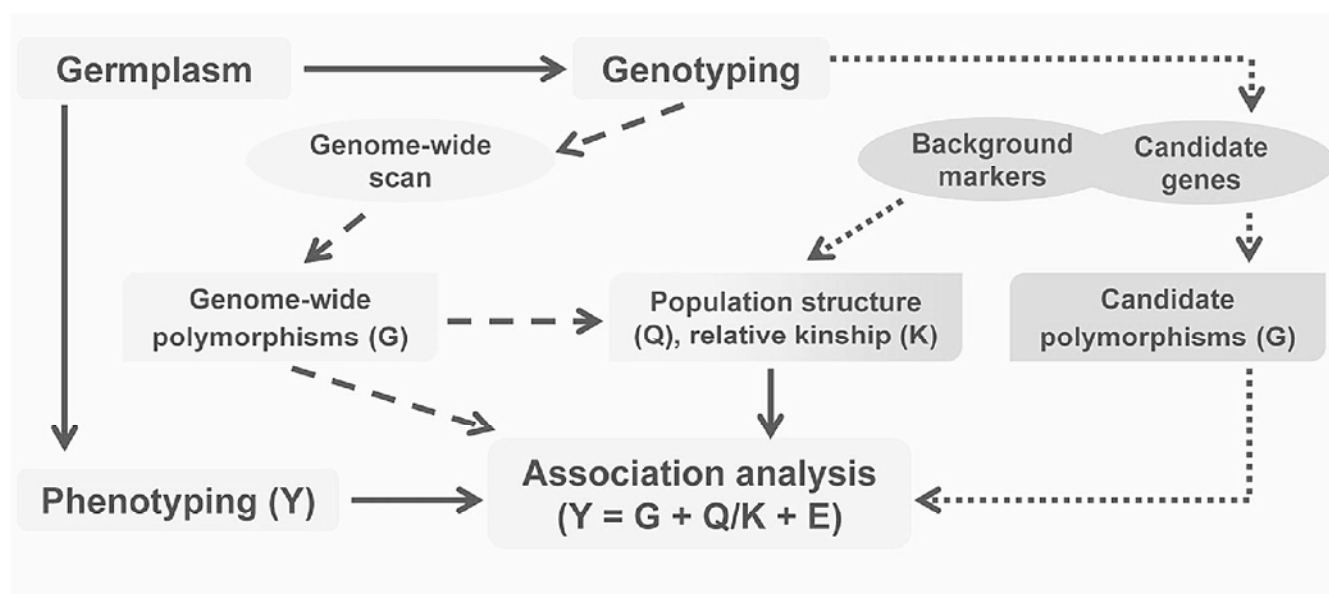 Germplasm
Genotyping
Genome-wide
scan
Background
markers
Candidate
genes
Genome-wide
polymorphisms (G)
Population structure
(Q), relative kinship (K)
Candidate
polymorphisms (G)
Phenotyping (Y)
Association analysis
(Y = G + Q/K + E)